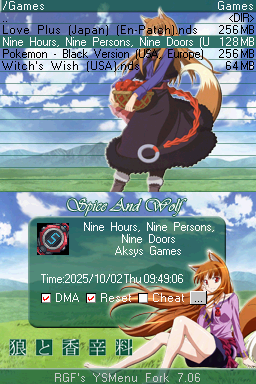 /Games Games
.. <DIR>
Love Plus (Japan) (En-Patch).nds 256MB
Nine Hours, Nine Persons, Nine Doors (U 128MB
Pokemon - Black Version (USA, Europe) 256MB
Witch's Wish (USA).nds 64MB
Spice And Wolf
Nine Hours, Nine Persons,
Nine Doors
Aksys Games
Time:2025/10/02Thu 09:49:06
DMA Reset Cheat ...
狼と香辛料
RGF's YSMenu Fork 7.06